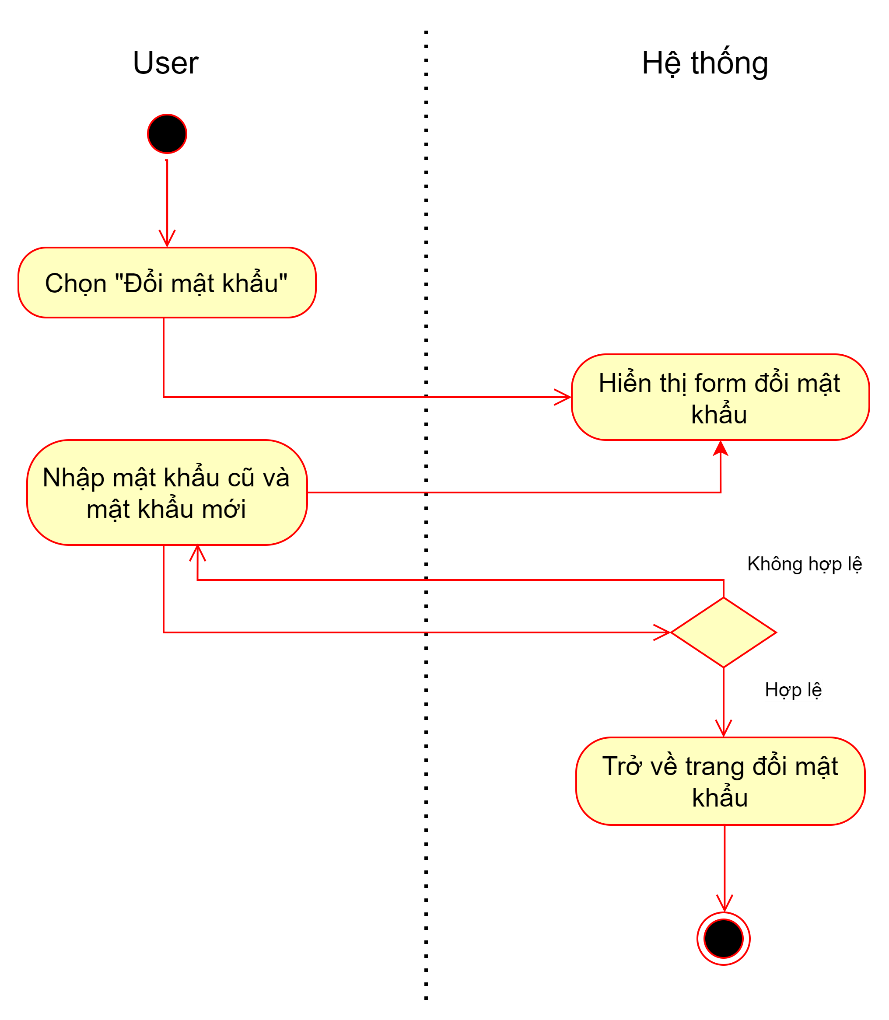 User
Hệ thống
Chọn "Đổi mật khẩu"
Hiển thị form đổi mật
khẩu
Nhập mật khẩu cũ và
mật khẩu mới
Không hợp lệ
Hợp lệ
Trở về trang đổi mật
khẩu